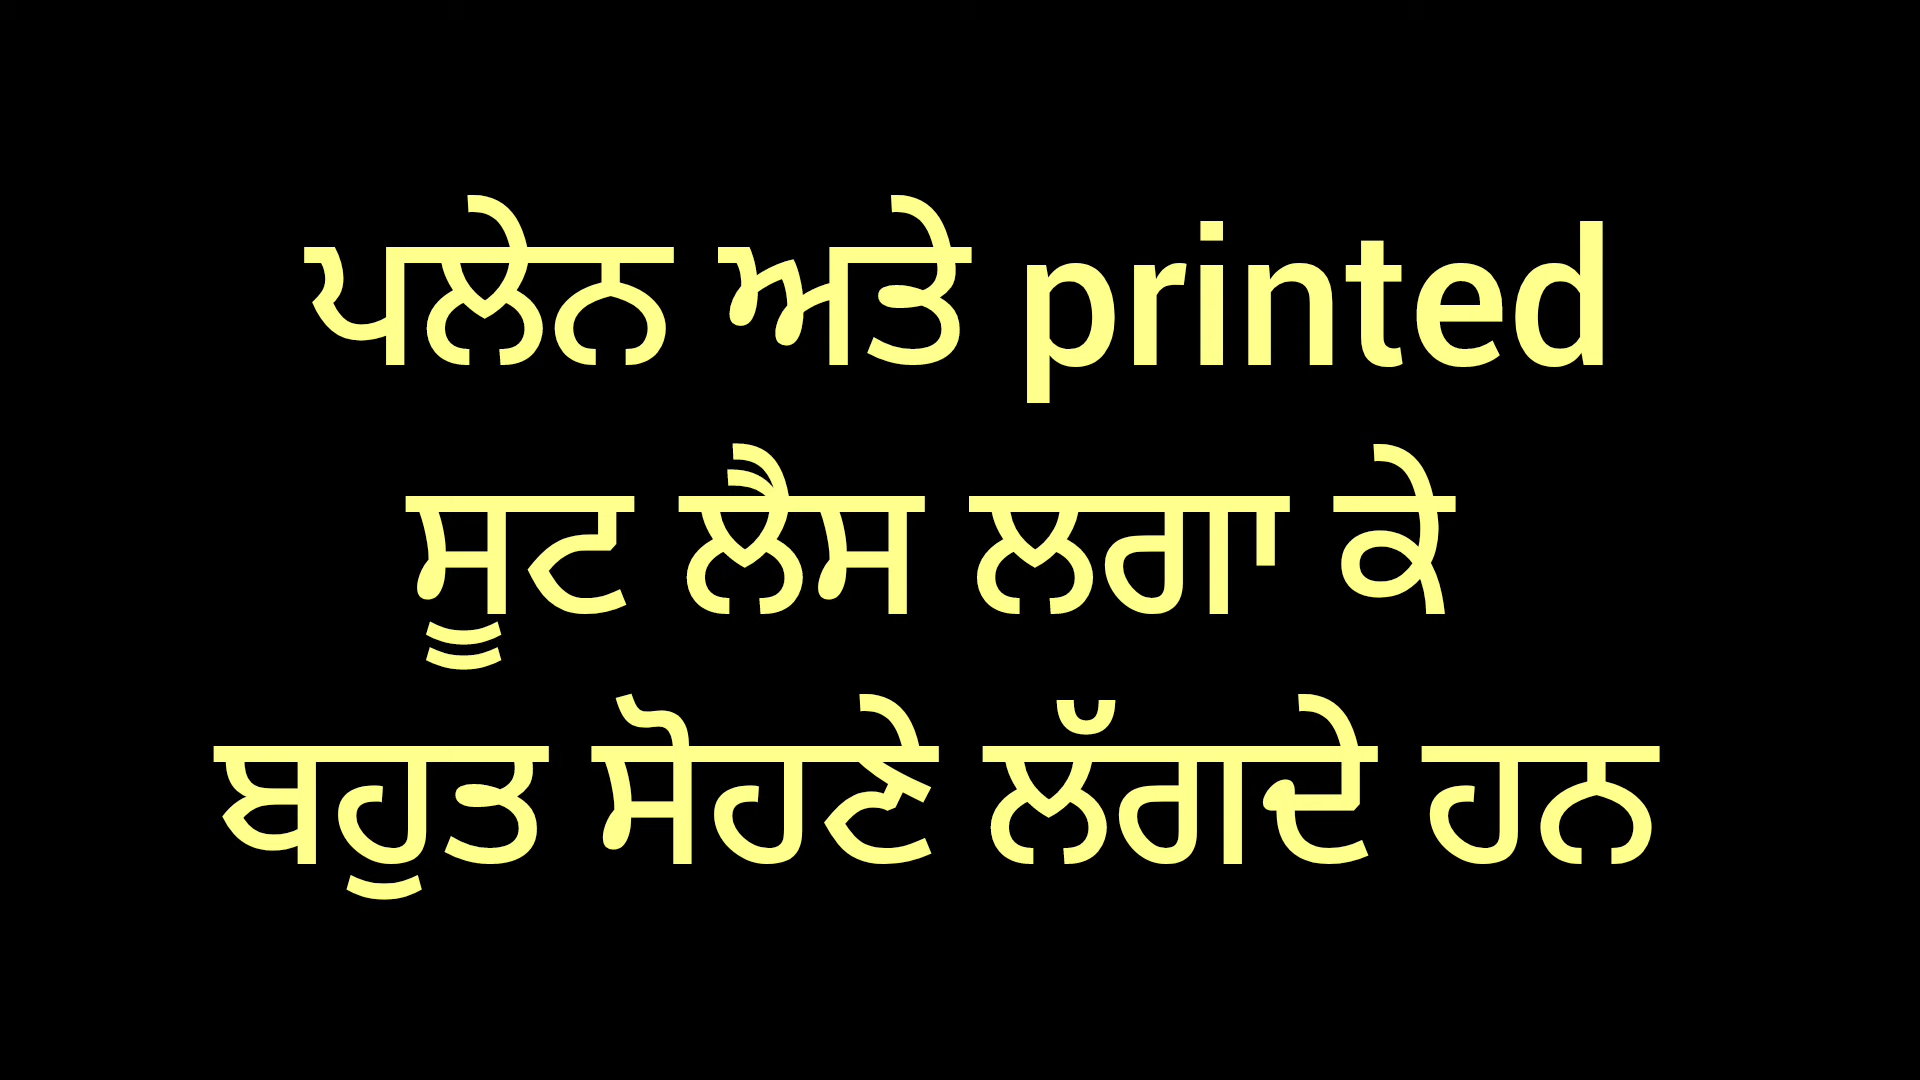 ਪਲੇਨ ਅਤੇ printed
ਸੂਟ ਲੈਸ ਲਗਾ ਕੇ
ਬਹੁਤ ਸੋਹਣੇ ਲੱਗਦੇ ਹਨ